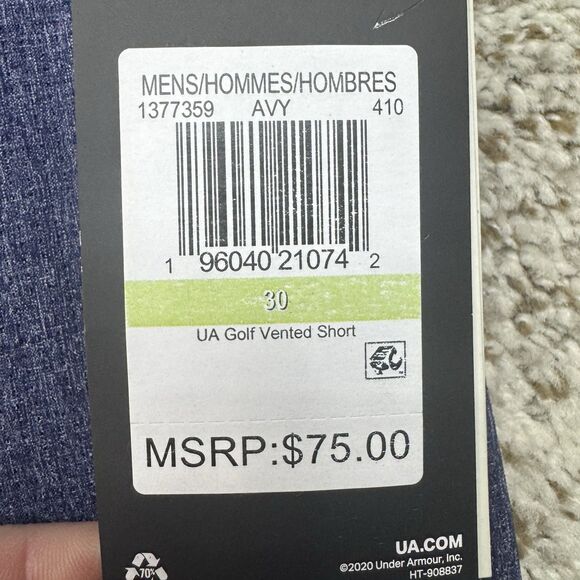 MENS/HOMMES/HOMBRES
1377359 AVY 410
1 96040 21074 2
30
UA Golf Vented Short
MSRP:$75.00
70%
UA.COM
©2020 Under Armour, Inc.
HT-908837